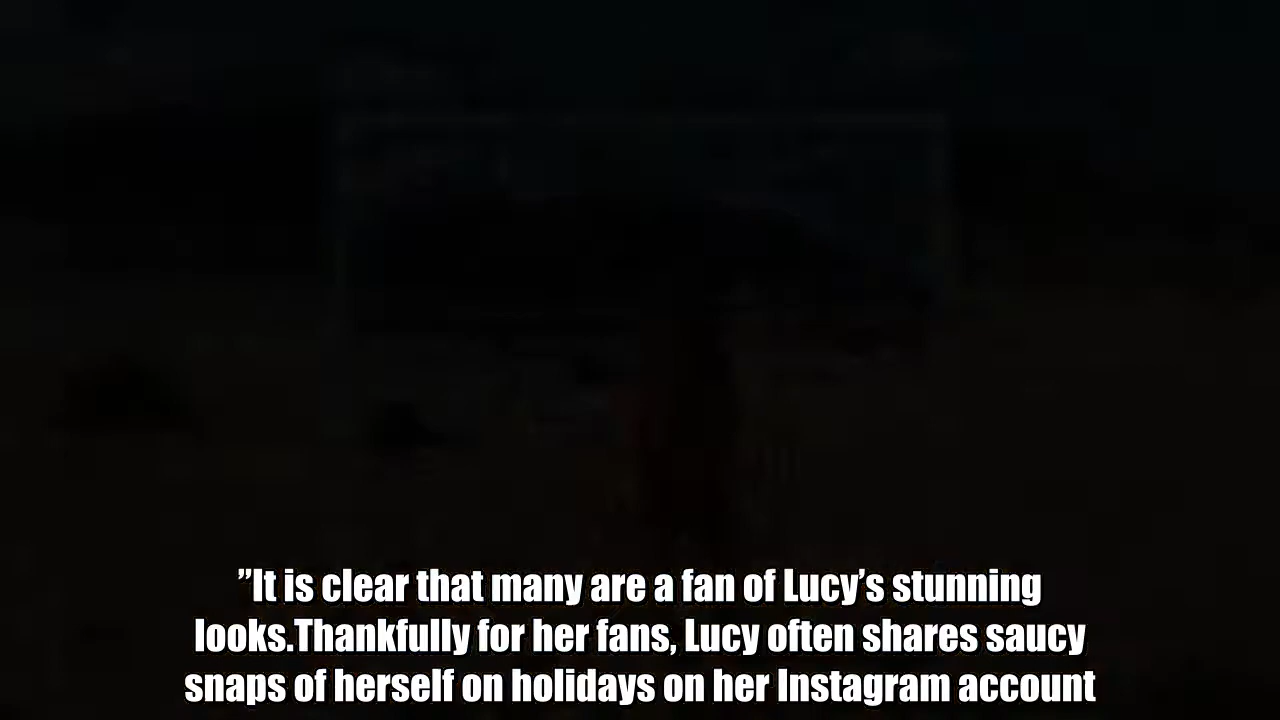 ”It is clear that many are a fan of Lucy’s stunning
looks.Thankfully for her fans, Lucy often shares saucy
snaps of herself on holidays on her Instagram account